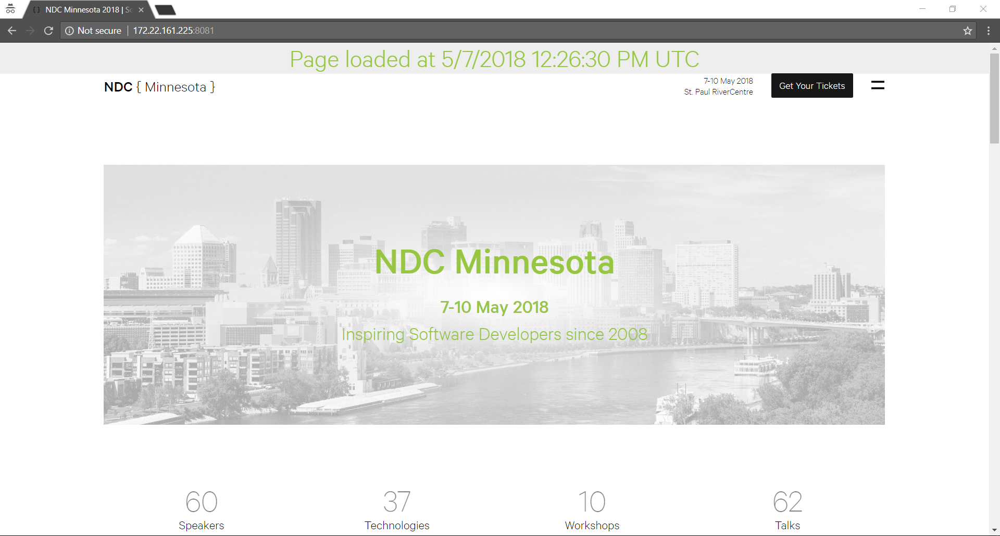 NDC Minnesota 2018 | Sc
Not secure
172.22.161.225:8081
Page loaded at 5/7/2018 12:26:30 PM UTC
NDC { Minnesota }
7-10 May 2018
St. Paul RiverCentre
Get Your Tickets
NDC Minnesota
7-10 May 2018
Inspiring Software Developers since 2008
60
Speakers
37
Technologies
10
Workshops
62
Talks